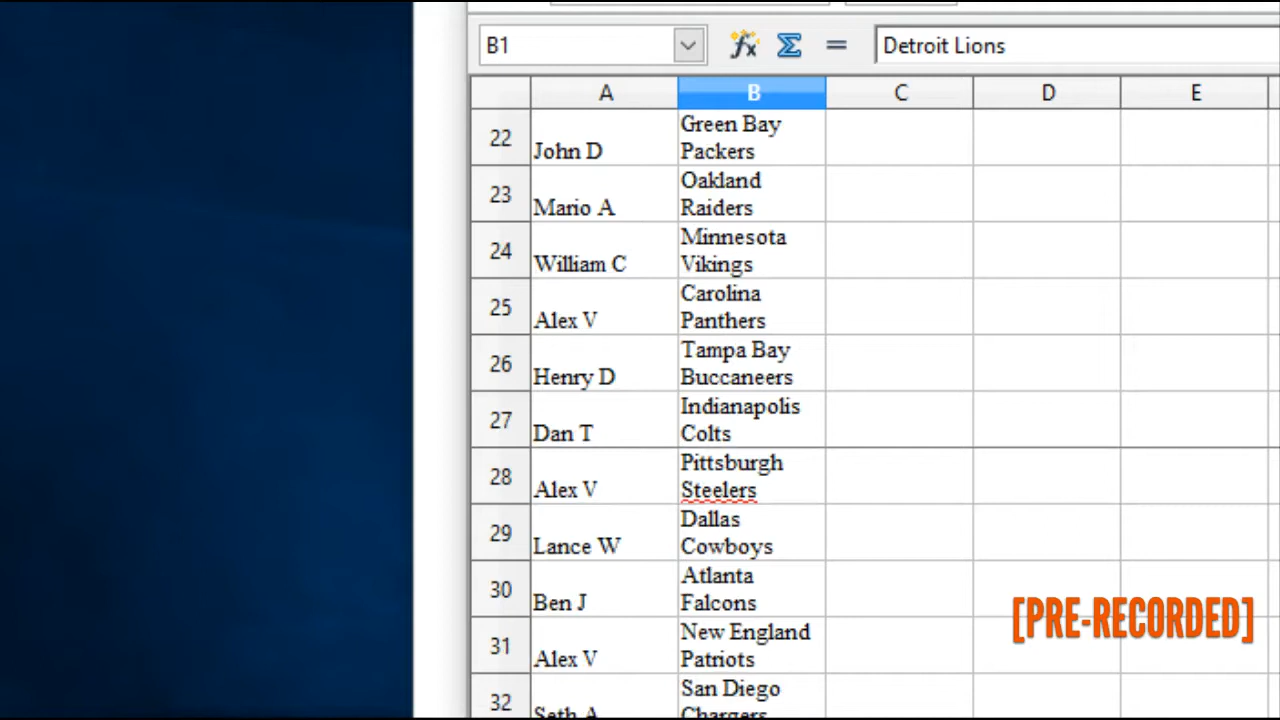 B1
Detroit Lions
A B C D E
22 John D Green Bay
Packers
23 Mario A Oakland
Raiders
24 William C Minnesota
Vikings
25 Alex V Carolina
Panthers
26 Henry D Tampa Bay
Buccaneers
27 Dan T Indianapolis
Colts
28 Alex V Pittsburgh
Steelers
29 Lance W Dallas
Cowboys
30 Ben J Atlanta
Falcons
31 Alex V New England
Patriots
32 Seth A San Diego
Chargers
[PRE-RECORDED]